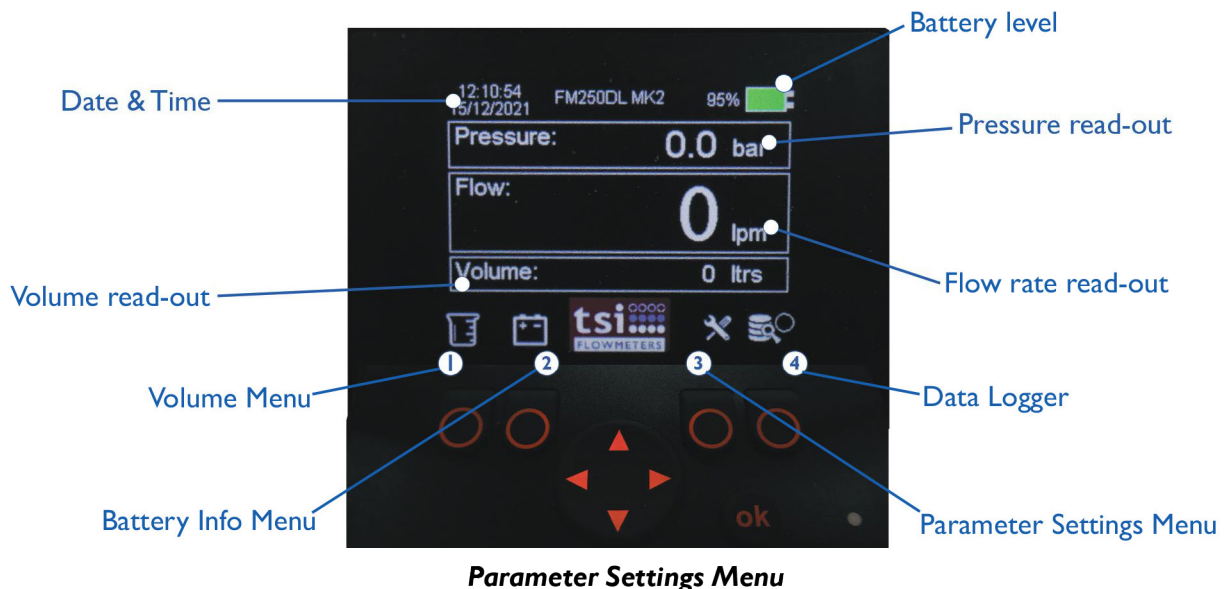 Battery level
Date & Time
12:10:54
15/12/2021
FM250DL MK2
95%
Pressure read-out
Pressure: 0.0 bar
Flow:
0 lpm
Volume: 0 ltrs
Volume read-out
Flow rate read-out
tsi
FLOWMETERS
1 2 3 4
Volume Menu
Data Logger
Battery Info Menu
ok
Parameter Settings Menu
Parameter Settings Menu